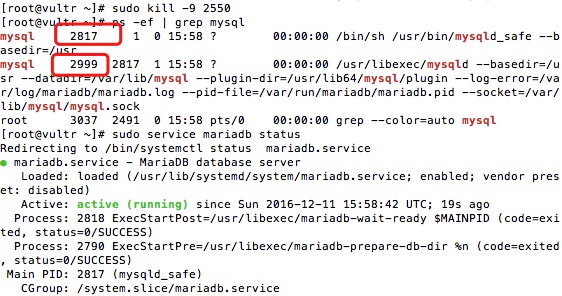 [root@vultr ~]# sudo kill -9 2550
[root@vultr ~]# ps -ef | grep mysql
mysql 2817 1 0 15:58 ? 00:00:00 /bin/sh /usr/bin/mysqld_safe --b
asedir=/usr
mysql 2999 2817 1 15:58 ? 00:00:00 /usr/libexec/mysqld --basedir=/u
sr --datadir=/var/lib/mysql --plugin-dir=/usr/lib64/mysql/plugin --log-error=/va
r/log/mariadb/mariadb.log --pid-file=/var/run/mariadb/mariadb.pid --socket=/var/
lib/mysql/mysql.sock
root 3037 2491 0 15:58 pts/0 00:00:00 grep --color=auto mysql
[root@vultr ~]# sudo service mariadb status
Redirecting to /bin/systemctl status mariadb.service
● mariadb.service - MariaDB database server
Loaded: loaded (/usr/lib/systemd/system/mariadb.service; enabled; vendor pres
et: disabled)
Active: active (running) since Sun 2016-12-11 15:58:42 UTC; 19s ago
Process: 2818 ExecStartPost=/usr/libexec/mariadb-wait-ready $MAINPID (code=exi
ted, status=0/SUCCESS)
Process: 2790 ExecStartPre=/usr/libexec/mariadb-prepare-db-dir %n (code=exited
, status=0/SUCCESS)
Main PID: 2817 (mysqld_safe)
CGroup: /system.slice/mariadb.service